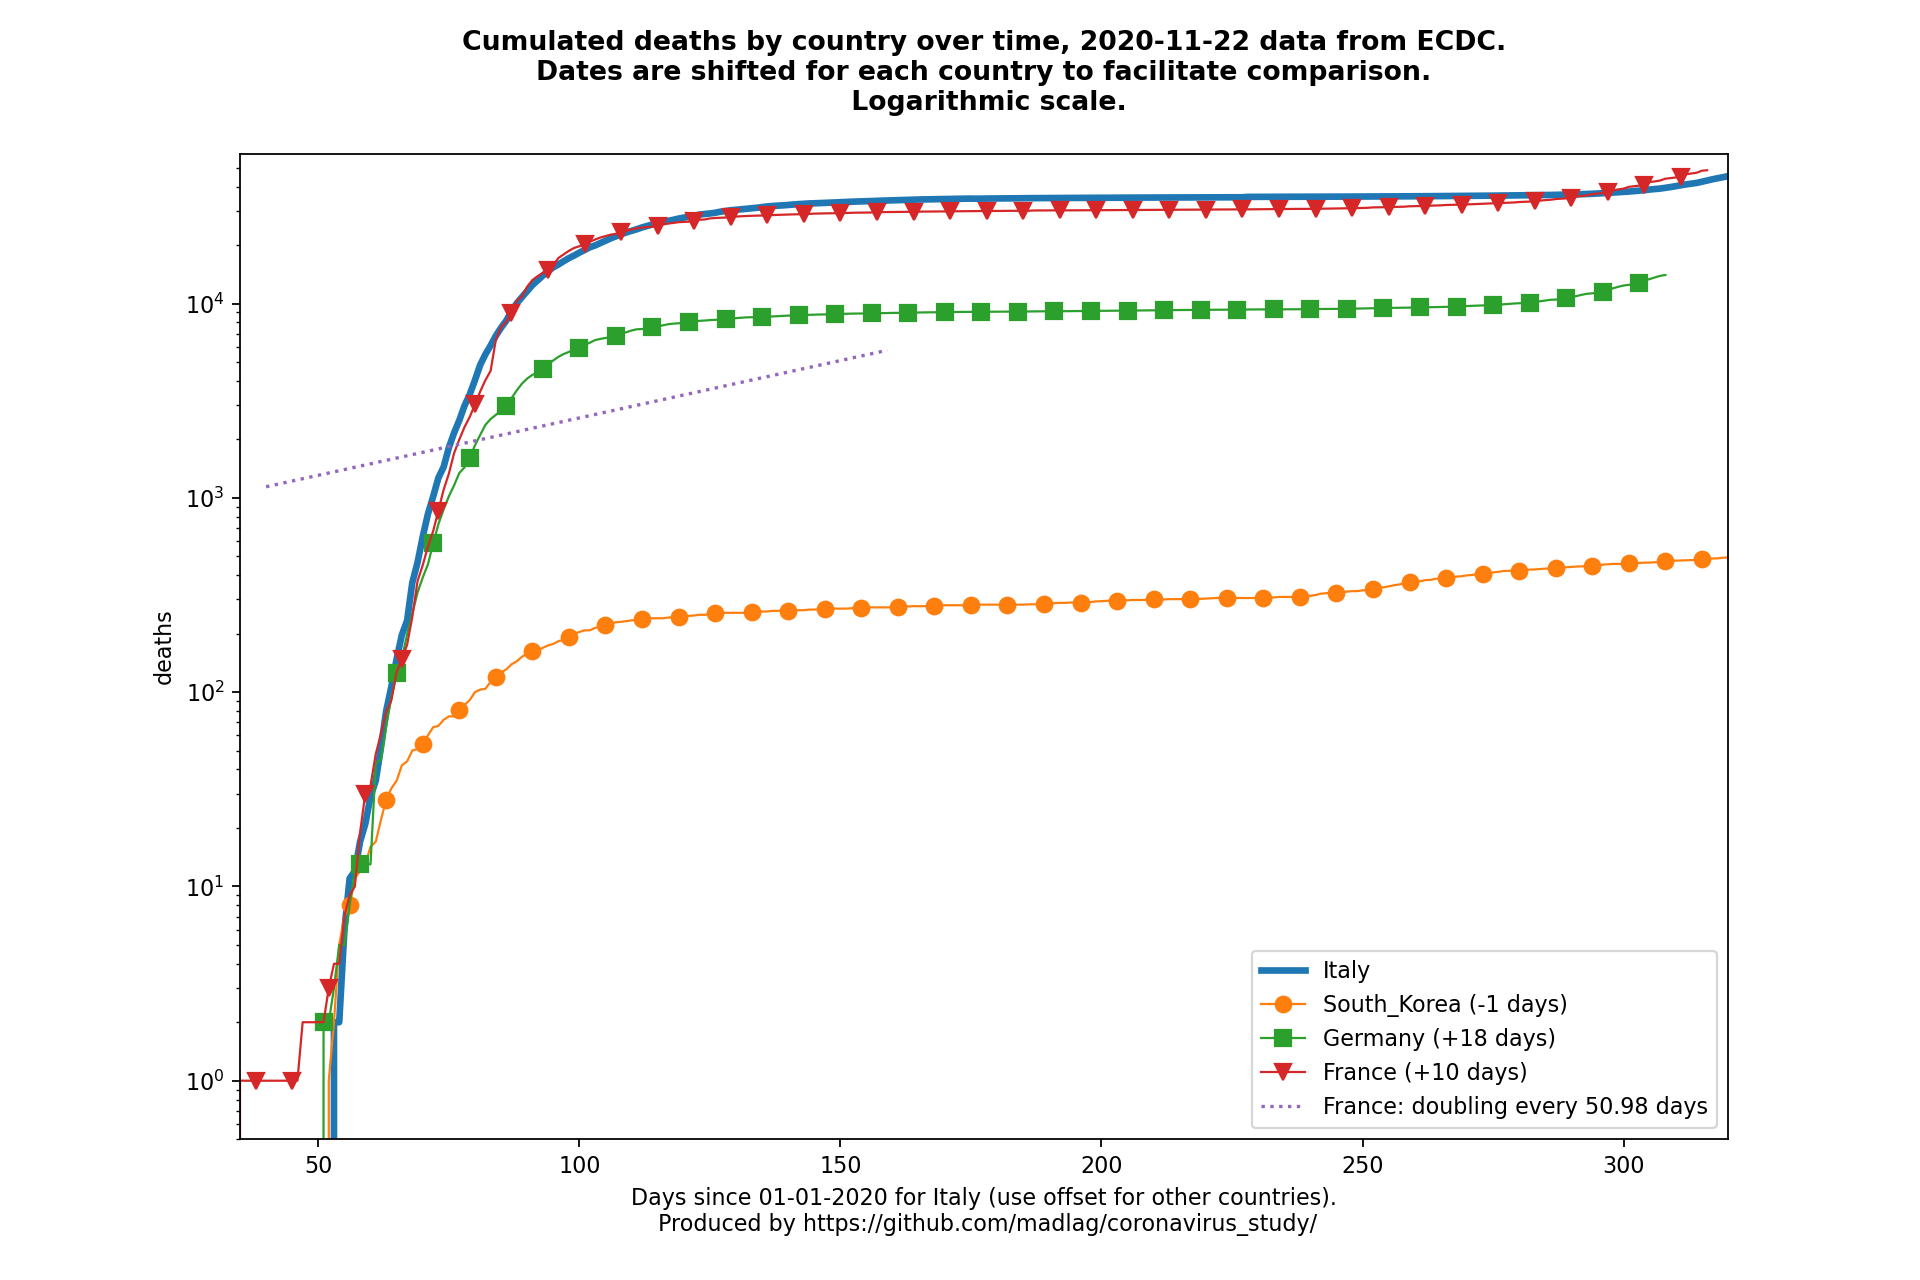 Cumulated deaths by country over time, 2020-11-22 data from ECDC.
Dates are shifted for each country to facilitate comparison.
Logarithmic scale.
deaths
10^4
10^3
10^2
10^1
10^0
50 100 150 200 250 300
Italy
South_Korea (-1 days)
Germany (+18 days)
France (+10 days)
France: doubling every 50.98 days
Days since 01-01-2020 for Italy (use offset for other countries).
Produced by https://github.com/madlag/coronavirus_study/